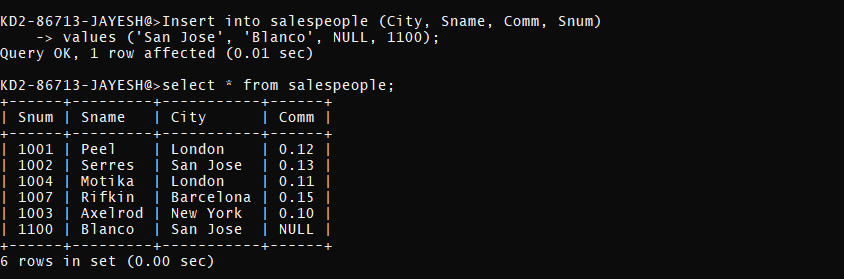 KD2-86713-JAYESH@>Insert into salespeople (City, Sname, Comm, Snum)
    -> values ('San Jose', 'Blanco', NULL, 1100);
Query OK, 1 row affected (0.01 sec)

KD2-86713-JAYESH@>select * from salespeople;
+------+---------+-----------+------+
| Snum | Sname   | City      | Comm |
+------+---------+-----------+------+
| 1001 | Peel    | London    | 0.12 |
| 1002 | Serres  | San Jose  | 0.13 |
| 1004 | Motika  | London    | 0.11 |
| 1007 | Rifkin  | Barcelona | 0.15 |
| 1003 | Axelrod | New York  | 0.10 |
| 1100 | Blanco  | San Jose  | NULL |
+------+---------+-----------+------+
6 rows in set (0.00 sec)